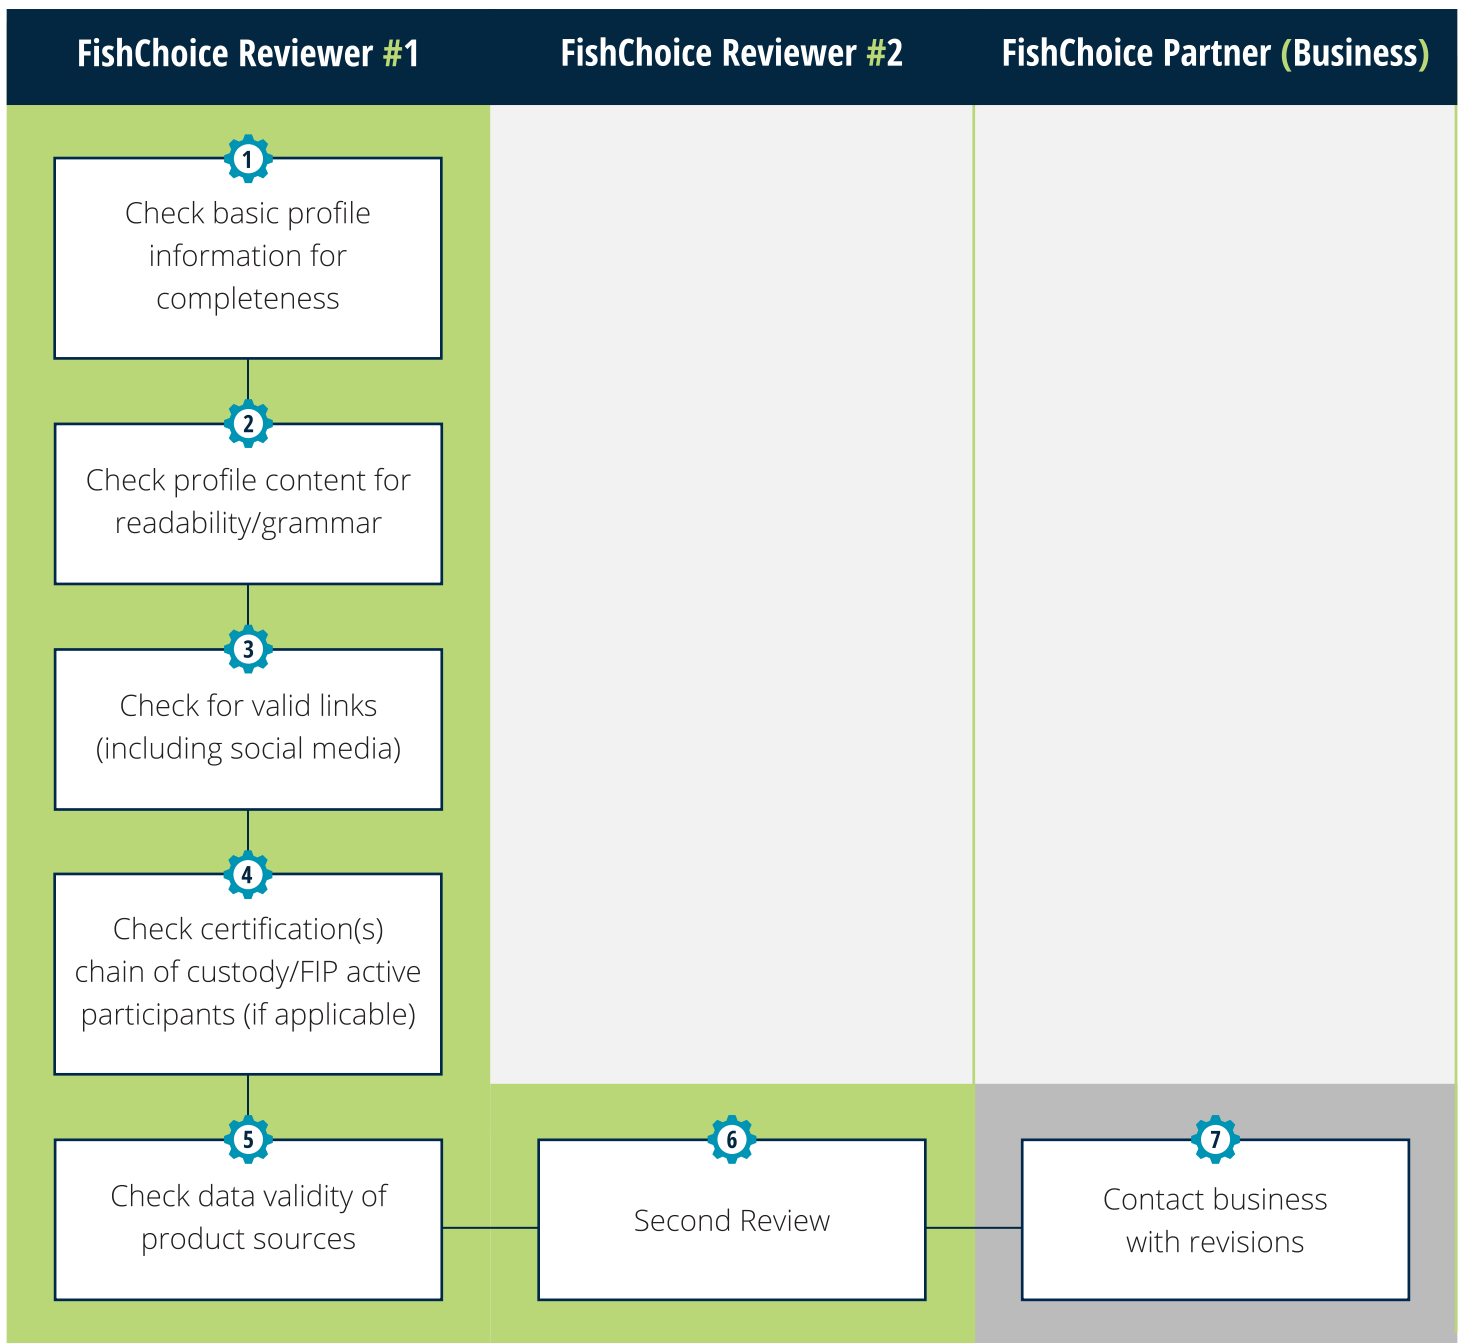 FishChoice Reviewer #1
FishChoice Reviewer #2
FishChoice Partner (Business)
1
Check basic profile
information for
completeness
2
Check profile content for
readability/grammar
3
Check for valid links
(including social media)
4
Check certification(s)
chain of custody/FIP active
participants (if applicable)
5
Check data validity of
product sources
6
Second Review
7
Contact business
with revisions